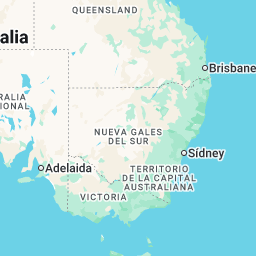 QUEENSLAND
alia
Brisbane
RALIA
IONAL
NUEVA GALES
DEL SUR
Sídney
Adelaida
TERRITORIO
DE LA CAPITAL
AUSTRALIANA
VICTORIA